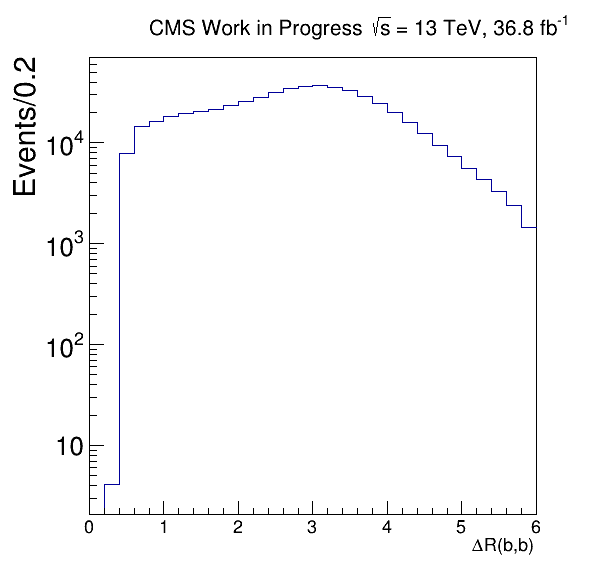 CMS Work in Progress √s = 13 TeV, 36.8 fb⁻¹
Events/0.2
10⁴
10³
10²
10
0 1 2 3 4 5 6
ΔR(b,b)